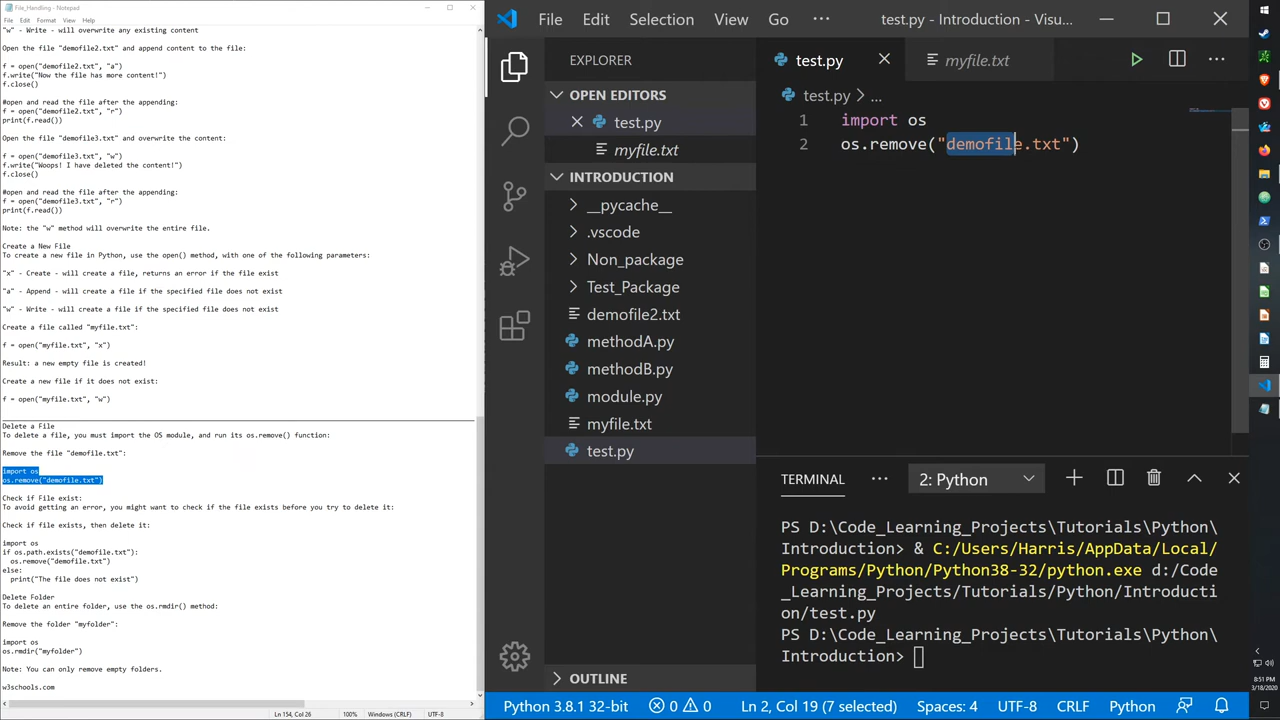 File_Handling - Notepad
File Edit Format View Help
"w" - Write - will overwrite any existing content
Open the file "demofile2.txt" and append content to the file:
f = open("demofile2.txt", "a")
f.write("Now the file has more content!")
f.close()
#open and read the file after the appending:
f = open("demofile2.txt", "r")
print(f.read())
Open the file "demofile3.txt" and overwrite the content:
f = open("demofile3.txt", "w")
f.write("Woops! I have deleted the content!")
f.close()
#open and read the file after the appending:
f = open("demofile3.txt", "r")
print(f.read())
Note: the "w" method will overwrite the entire file.
Create a New File
To create a new file in Python, use the open() method, with one of the following parameters:
"x" - Create - will create a file, returns an error if the file exist
"a" - Append - will create a file if the specified file does not exist
"w" - Write - will create a file if the specified file does not exist
Create a file called "myfile.txt":
f = open("myfile.txt", "x")
Result: a new empty file is created!
Create a new file if it does not exist:
f = open("myfile.txt", "w")
Delete a File
To delete a file, you must import the OS module, and run its os.remove() function:
Remove the file "demofile.txt":
import os
os.remove("demofile.txt")
Check if File exist:
To avoid getting an error, you might want to check if the file exists before you try to delete it:
Check if file exists, then delete it:
import os
if os.path.exists("demofile.txt"):
  os.remove("demofile.txt")
else:
  print("The file does not exist")
Delete Folder
To delete an entire folder, use the os.rmdir() method:
Remove the folder "myfolder":
import os
os.rmdir("myfolder")
Note: You can only remove empty folders.
w3schools.com
Ln 154, Col 26 100% Windows (CRLF) UTF-8
File Edit View Go ··· test.py - Introduction - Visu...
EXPLORER
OPEN EDITORS
test.py
myfile.txt
INTRODUCTION
__pycache__
.vscode
Non_package
Test_Package
demofile2.txt
methodA.py
methodB.py
module.py
myfile.txt
test.py
OUTLINE
test.py myfile.txt
test.py > ...
1 import os
2 os.remove("demofile.txt")
TERMINAL ··· 2: Python
PS D:\Code_Learning_Projects\Tutorials\Python\
Introduction> & C:/Users/Harris/AppData/Local/
Programs/Python/Python38-32/python.exe d:/Code
_Learning_Projects/Tutorials/Python/Introducti
on/test.py
PS D:\Code_Learning_Projects\Tutorials\Python\
Introduction>
Python 3.8.1 32-bit 0 0 Ln 2, Col 19 (7 selected) Spaces: 4 UTF-8 CRLF Python
8:51 PM
3/18/2020